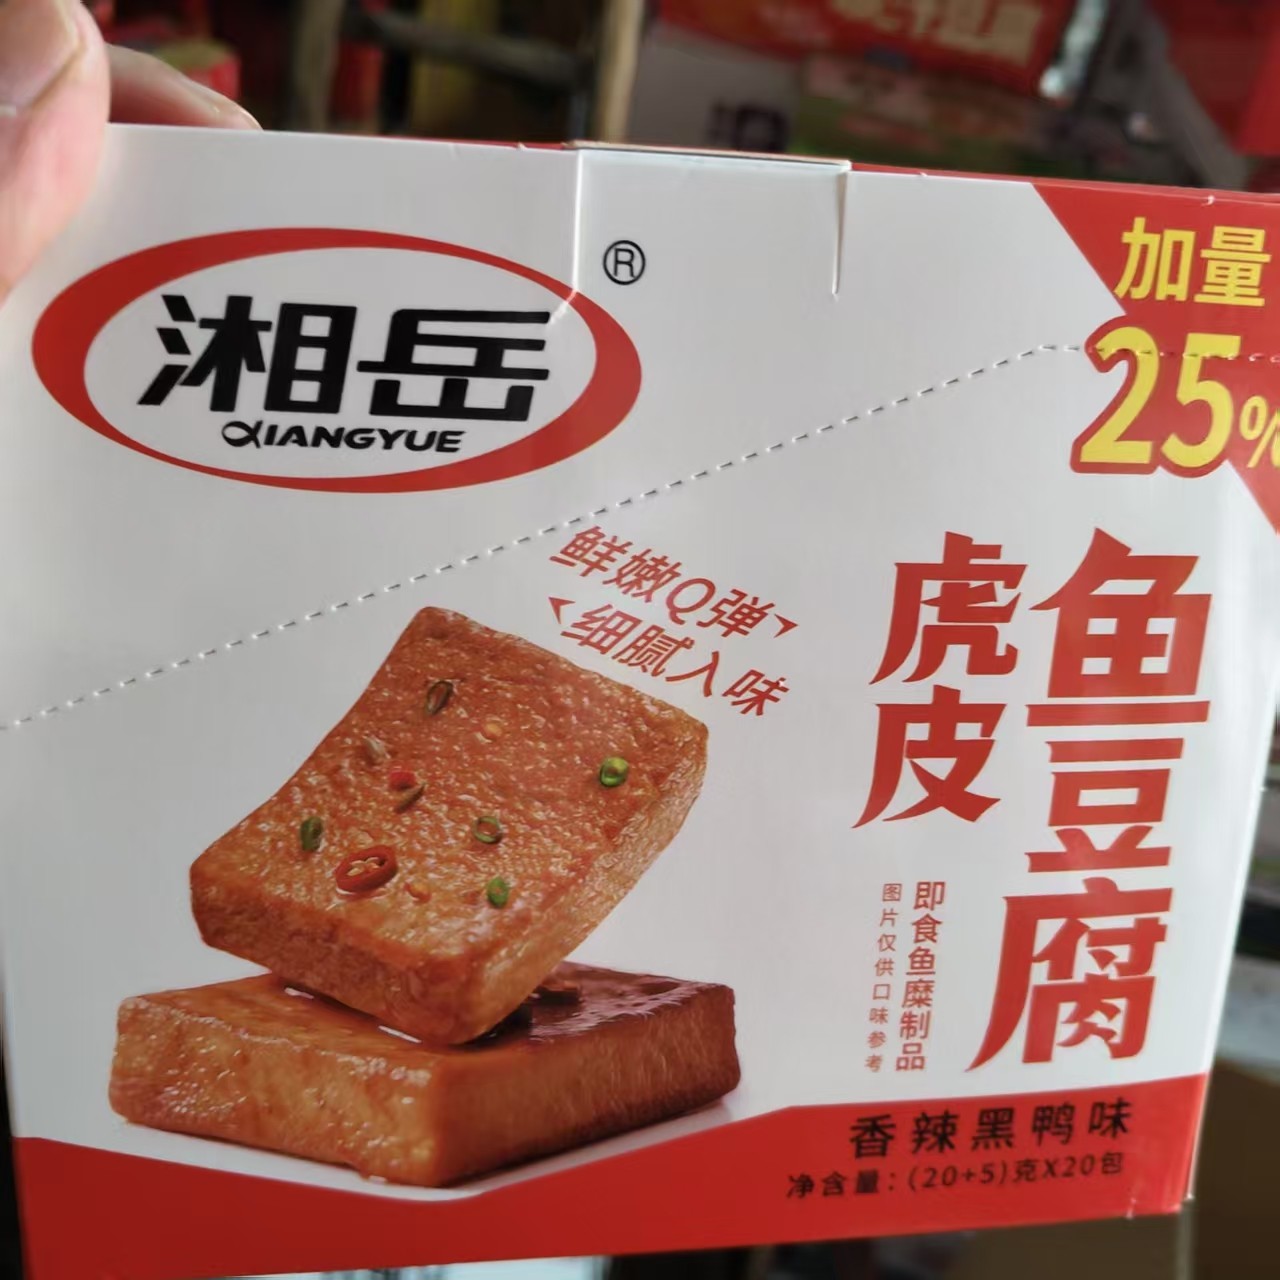 湘岳
®
XIANGYUE
加量
25%
鲜嫩Q弹
细腻入味
虎皮
鱼豆腐
即食鱼糜制品
图片仅供口味参考
香辣黑鸭味
净含量：(20+5)克X20包